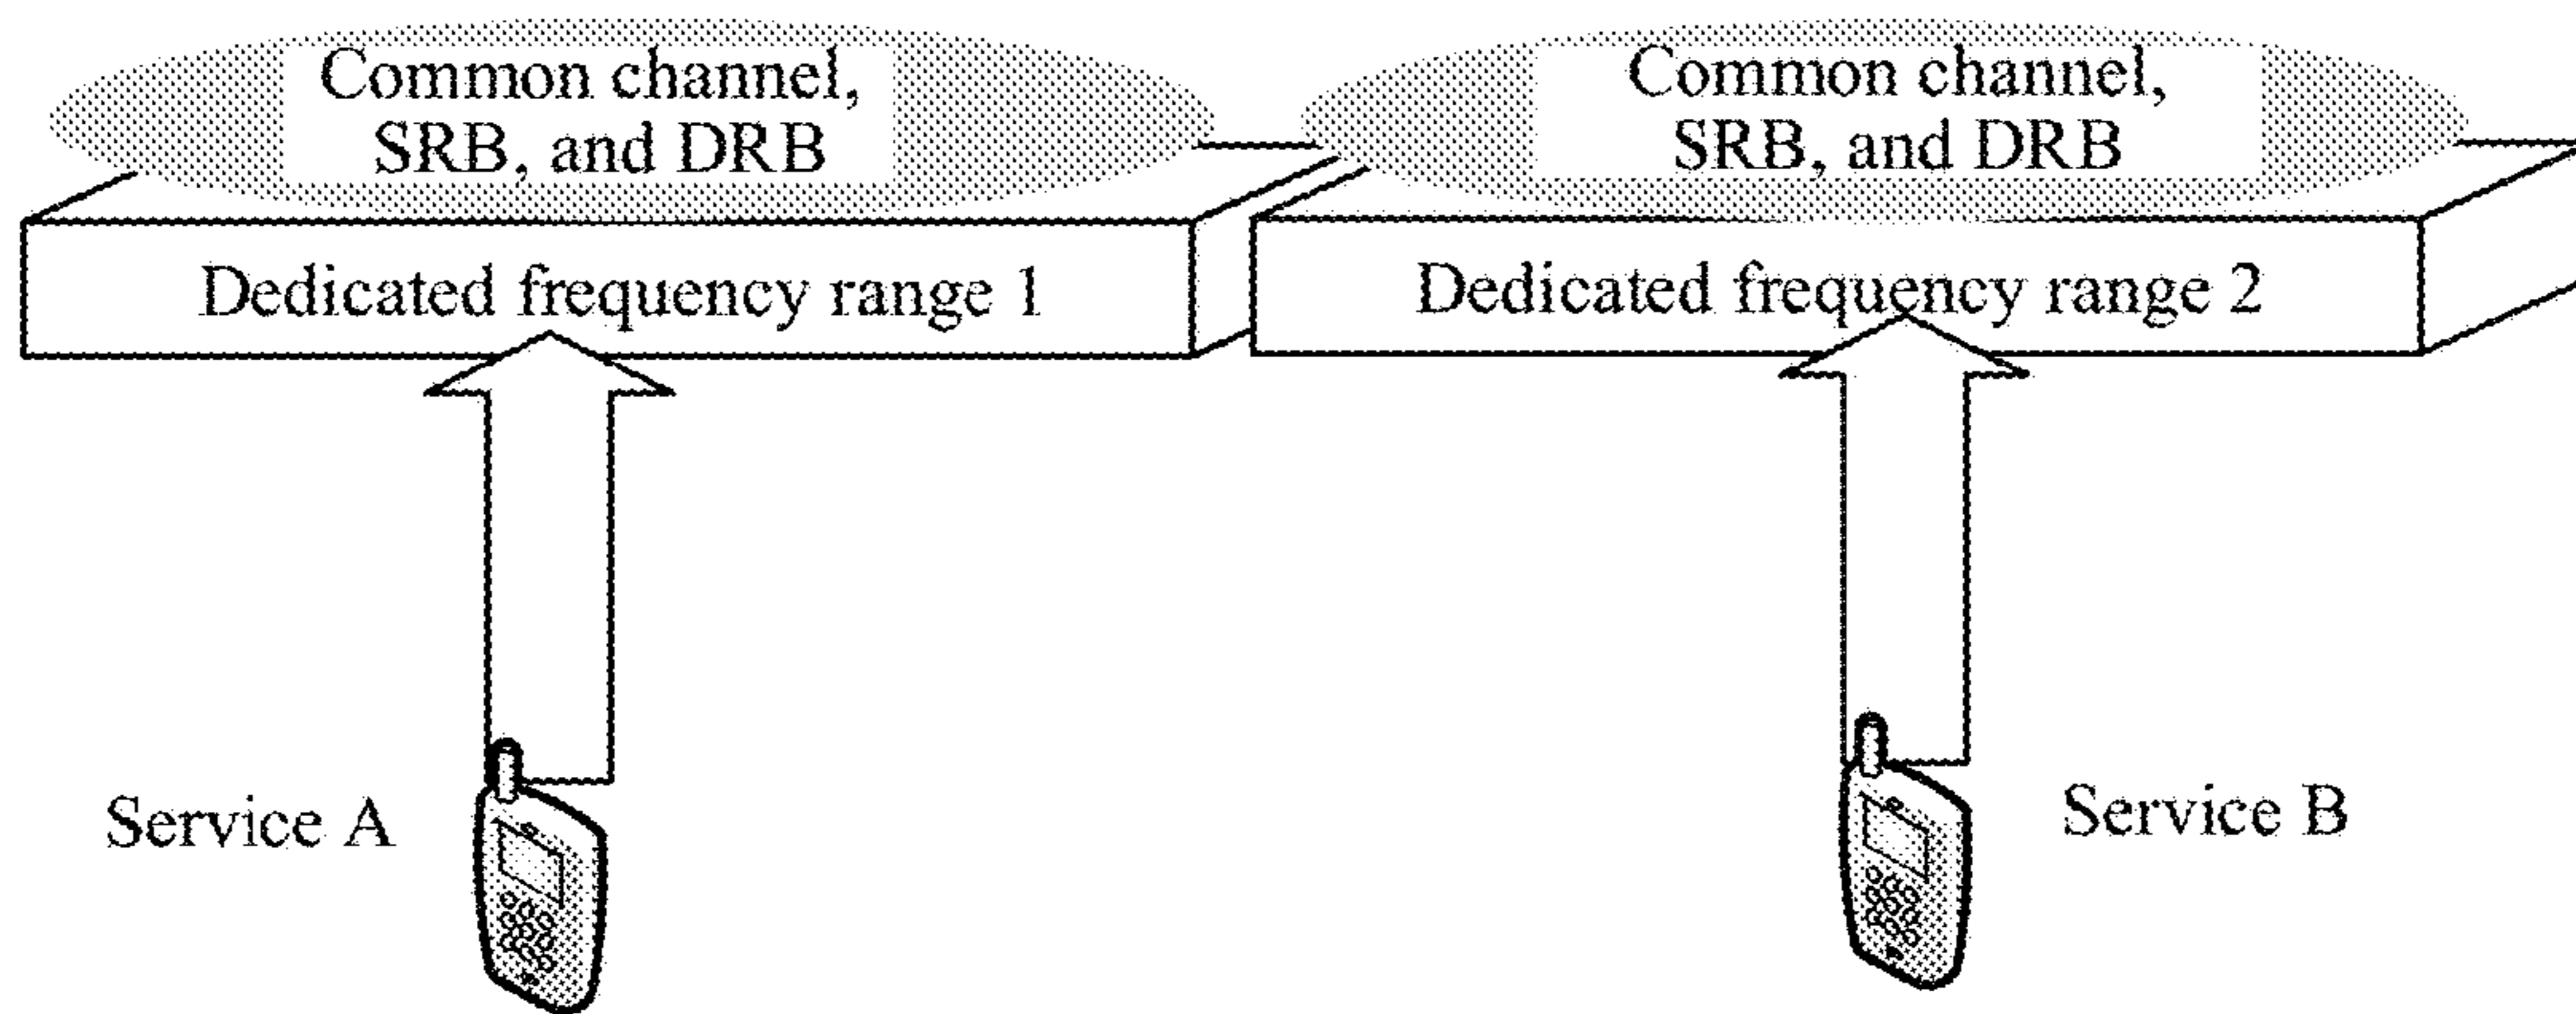 Common channel,
SRB, and DRB
Common channel,
SRB, and DRB
Dedicated frequency range 1
Dedicated frequency range 2
Service A
Service B